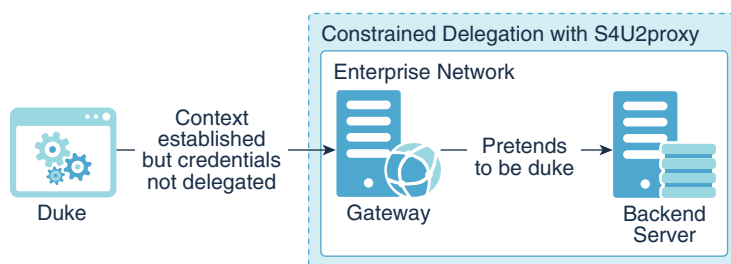 Constrained Delegation with S4U2proxy
Enterprise Network
Context
established
but credentials
not delegated
Pretends
to be duke
Duke
Gateway
Backend
Server